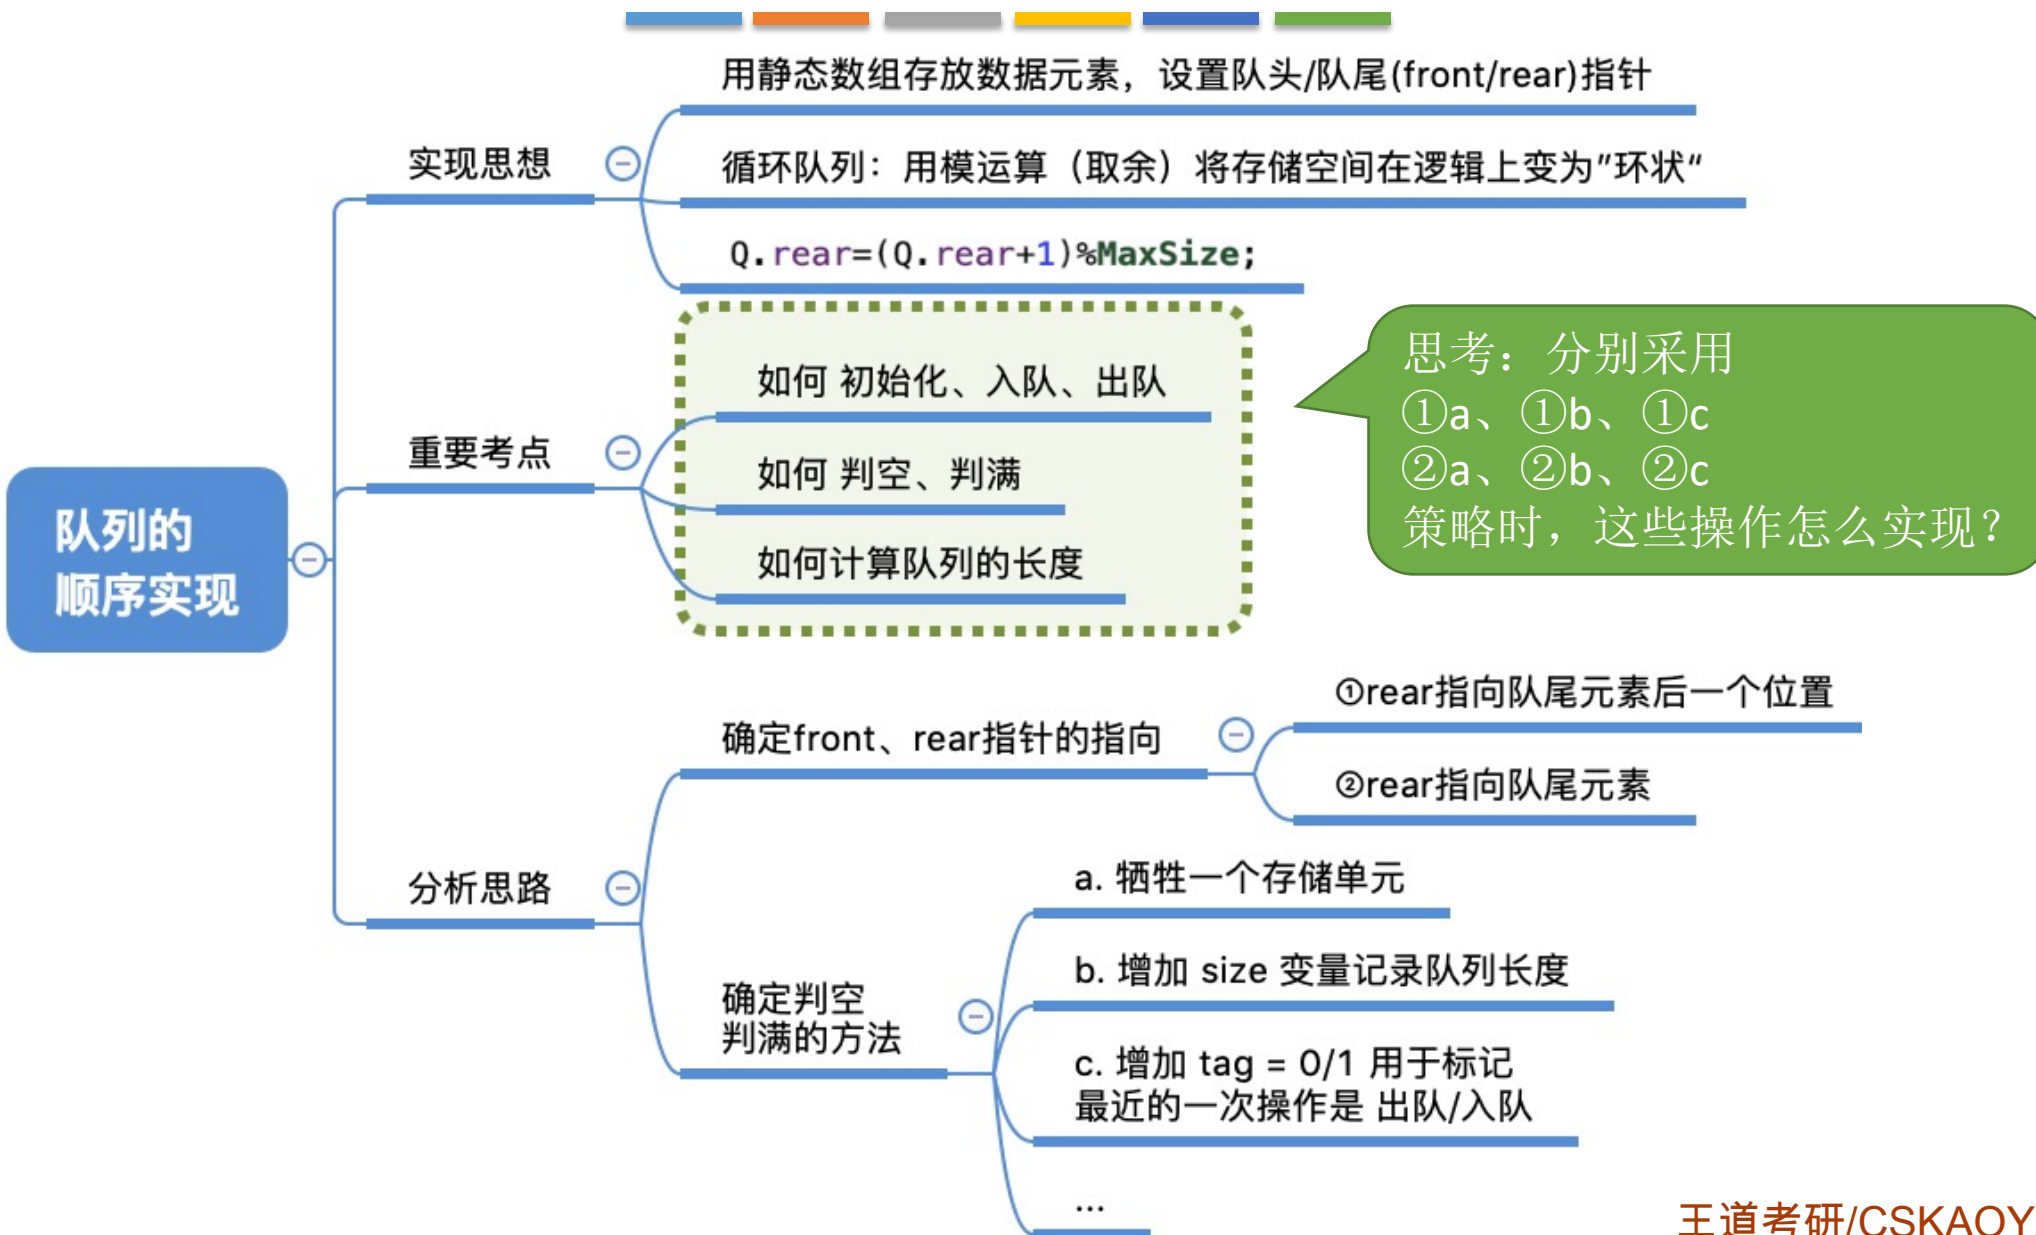 用静态数组存放数据元素，设置队头/队尾(front/rear)指针
实现思想
循环队列：用模运算（取余）将存储空间在逻辑上变为"环状"
Q.rear=(Q.rear+1)%MaxSize;
如何 初始化、入队、出队
重要考点
如何 判空、判满
如何计算队列的长度
思考：分别采用
①a、①b、①c
②a、②b、②c
策略时，这些操作怎么实现？
队列的
顺序实现
①rear指向队尾元素后一个位置
确定front、rear指针的指向
②rear指向队尾元素
分析思路
a. 牺牲一个存储单元
b. 增加 size 变量记录队列长度
确定判空
判满的方法
c. 增加 tag = 0/1 用于标记
最近的一次操作是 出队/入队
...
王道考研/CSKAOY